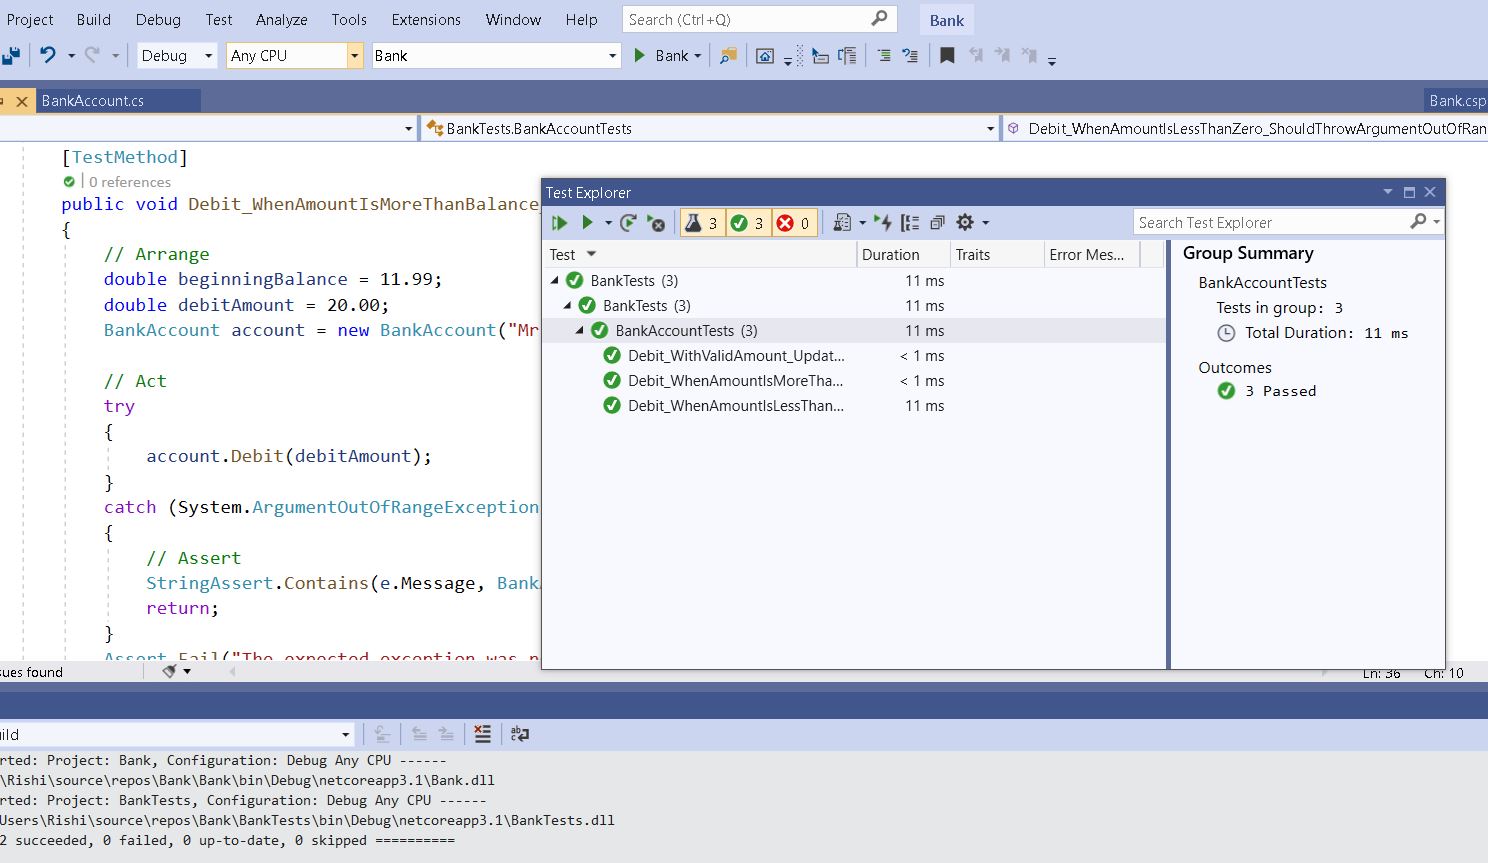 Project Build Debug Test Analyze Tools Extensions Window Help Search (Ctrl+Q) Bank
Debug Any CPU Bank Bank
BankAccount.cs Bank.csp
BankTests.BankAccountTests Debit_WhenAmountIsLessThanZero_ShouldThrowArgumentOutOfRan
[TestMethod]
0 references
public void Debit_WhenAmountIsMoreThanBalance_
{
// Arrange
double beginningBalance = 11.99;
double debitAmount = 20.00;
BankAccount account = new BankAccount("Mr
// Act
try
{
account.Debit(debitAmount);
}
catch (System.ArgumentOutOfRangeException
{
// Assert
StringAssert.Contains(e.Message, Bank
return;
}
Assert.Fail("The expected exception was n
Test Explorer
3 3 0 Search Test Explorer
Test Duration Traits Error Mes...
BankTests (3) 11 ms
BankTests (3) 11 ms
BankAccountTests (3) 11 ms
Debit_WithValidAmount_Updat... < 1 ms
Debit_WhenAmountIsMoreTha... < 1 ms
Debit_WhenAmountIsLessThan... 11 ms
Group Summary
BankAccountTests
Tests in group: 3
Total Duration: 11 ms
Outcomes
3 Passed
sues found Ln: 36 Ch: 10
ild
rted: Project: Bank, Configuration: Debug Any CPU ------
\Rishi\source\repos\Bank\Bank\bin\Debug\netcoreapp3.1\Bank.dll
rted: Project: BankTests, Configuration: Debug Any CPU ------
Users\Rishi\source\repos\Bank\BankTests\bin\Debug\netcoreapp3.1\BankTests.dll
2 succeeded, 0 failed, 0 up-to-date, 0 skipped ==========